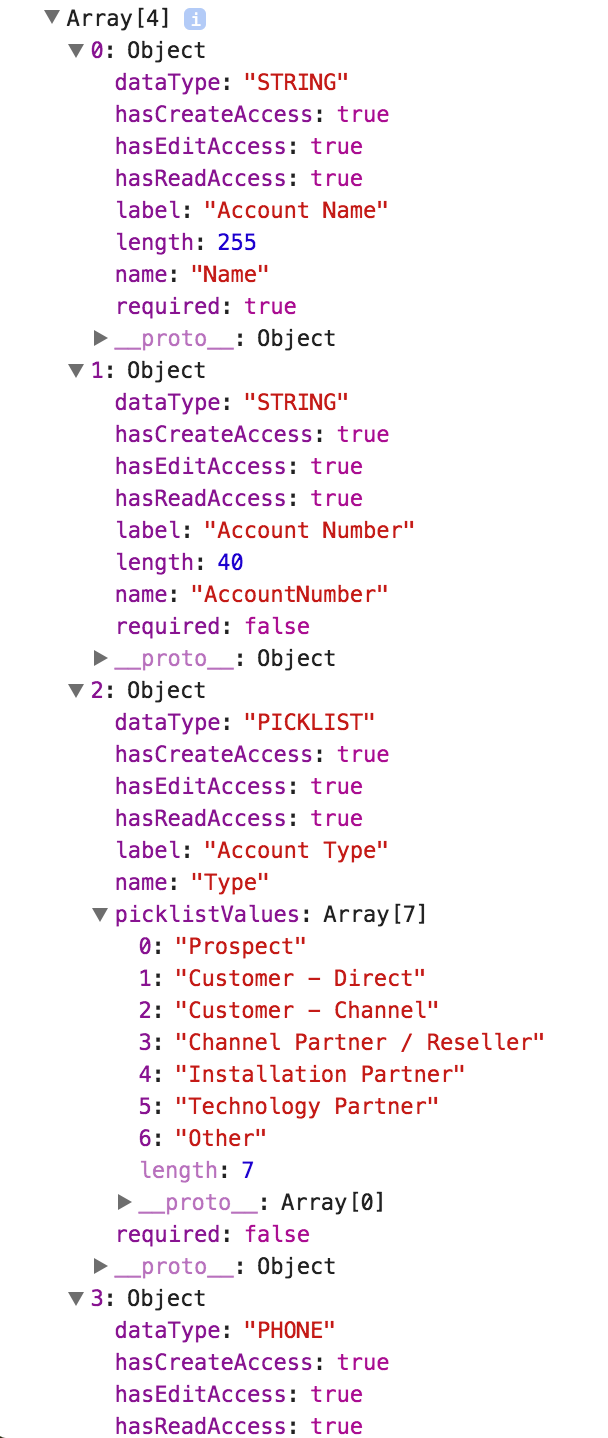 ▼ Array[4] i
▼ 0: Object
dataType: "STRING"
hasCreateAccess: true
hasEditAccess: true
hasReadAccess: true
label: "Account Name"
length: 255
name: "Name"
required: true
▶ __proto__: Object
▼ 1: Object
dataType: "STRING"
hasCreateAccess: true
hasEditAccess: true
hasReadAccess: true
label: "Account Number"
length: 40
name: "AccountNumber"
required: false
▶ __proto__: Object
▼ 2: Object
dataType: "PICKLIST"
hasCreateAccess: true
hasEditAccess: true
hasReadAccess: true
label: "Account Type"
name: "Type"
▼ picklistValues: Array[7]
0: "Prospect"
1: "Customer – Direct"
2: "Customer – Channel"
3: "Channel Partner / Reseller"
4: "Installation Partner"
5: "Technology Partner"
6: "Other"
length: 7
▶ __proto__: Array[0]
required: false
▶ __proto__: Object
▼ 3: Object
dataType: "PHONE"
hasCreateAccess: true
hasEditAccess: true
hasReadAccess: true